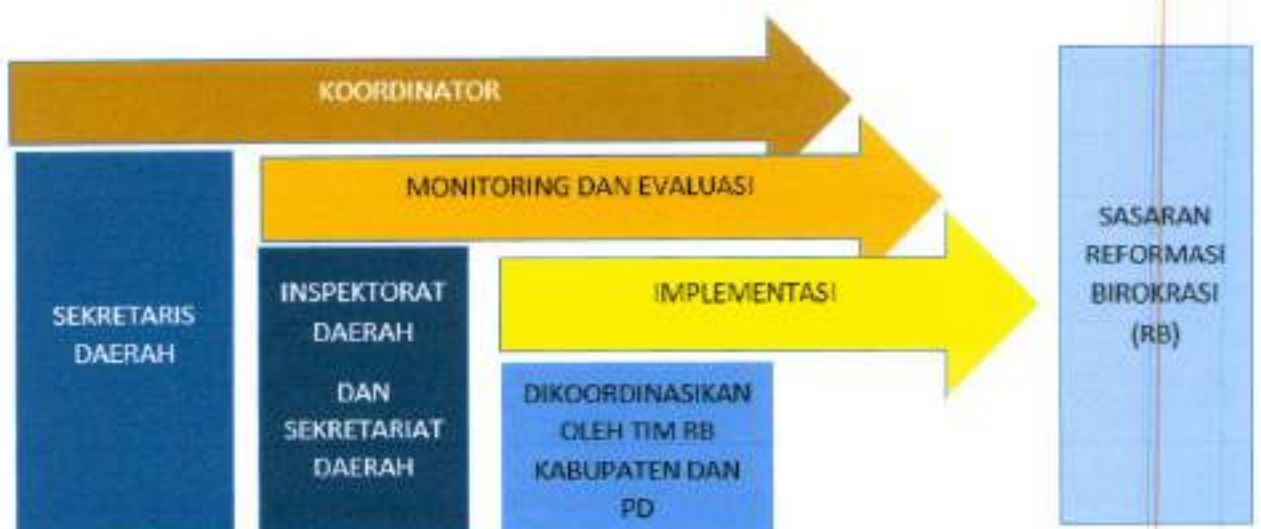 KOORDINATOR
SEKRETARIS
DAERAH
MONITORING DAN EVALUASI
INSPEKTORAT
DAERAH
DAN
SEKRETARIAT
DAERAH
IMPLEMENTASI
DIKOORDINASIKAN
OLEH TIM RB
KABUPATEN DAN
PD
SASARAN
REFORMASI
BIROKRASI
(RB)